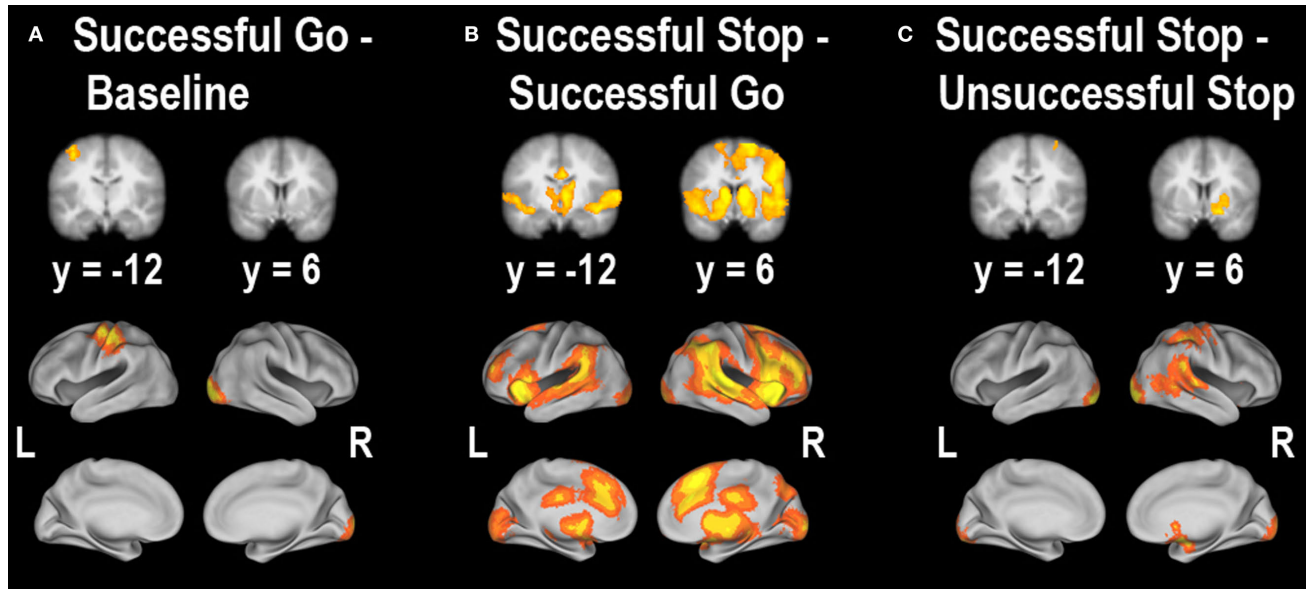 A Successful Go -
Baseline
y = -12 y = 6
L R
B Successful Stop -
Successful Go
y = -12 y = 6
L R
C Successful Stop -
Unsuccessful Stop
y = -12 y = 6
L R